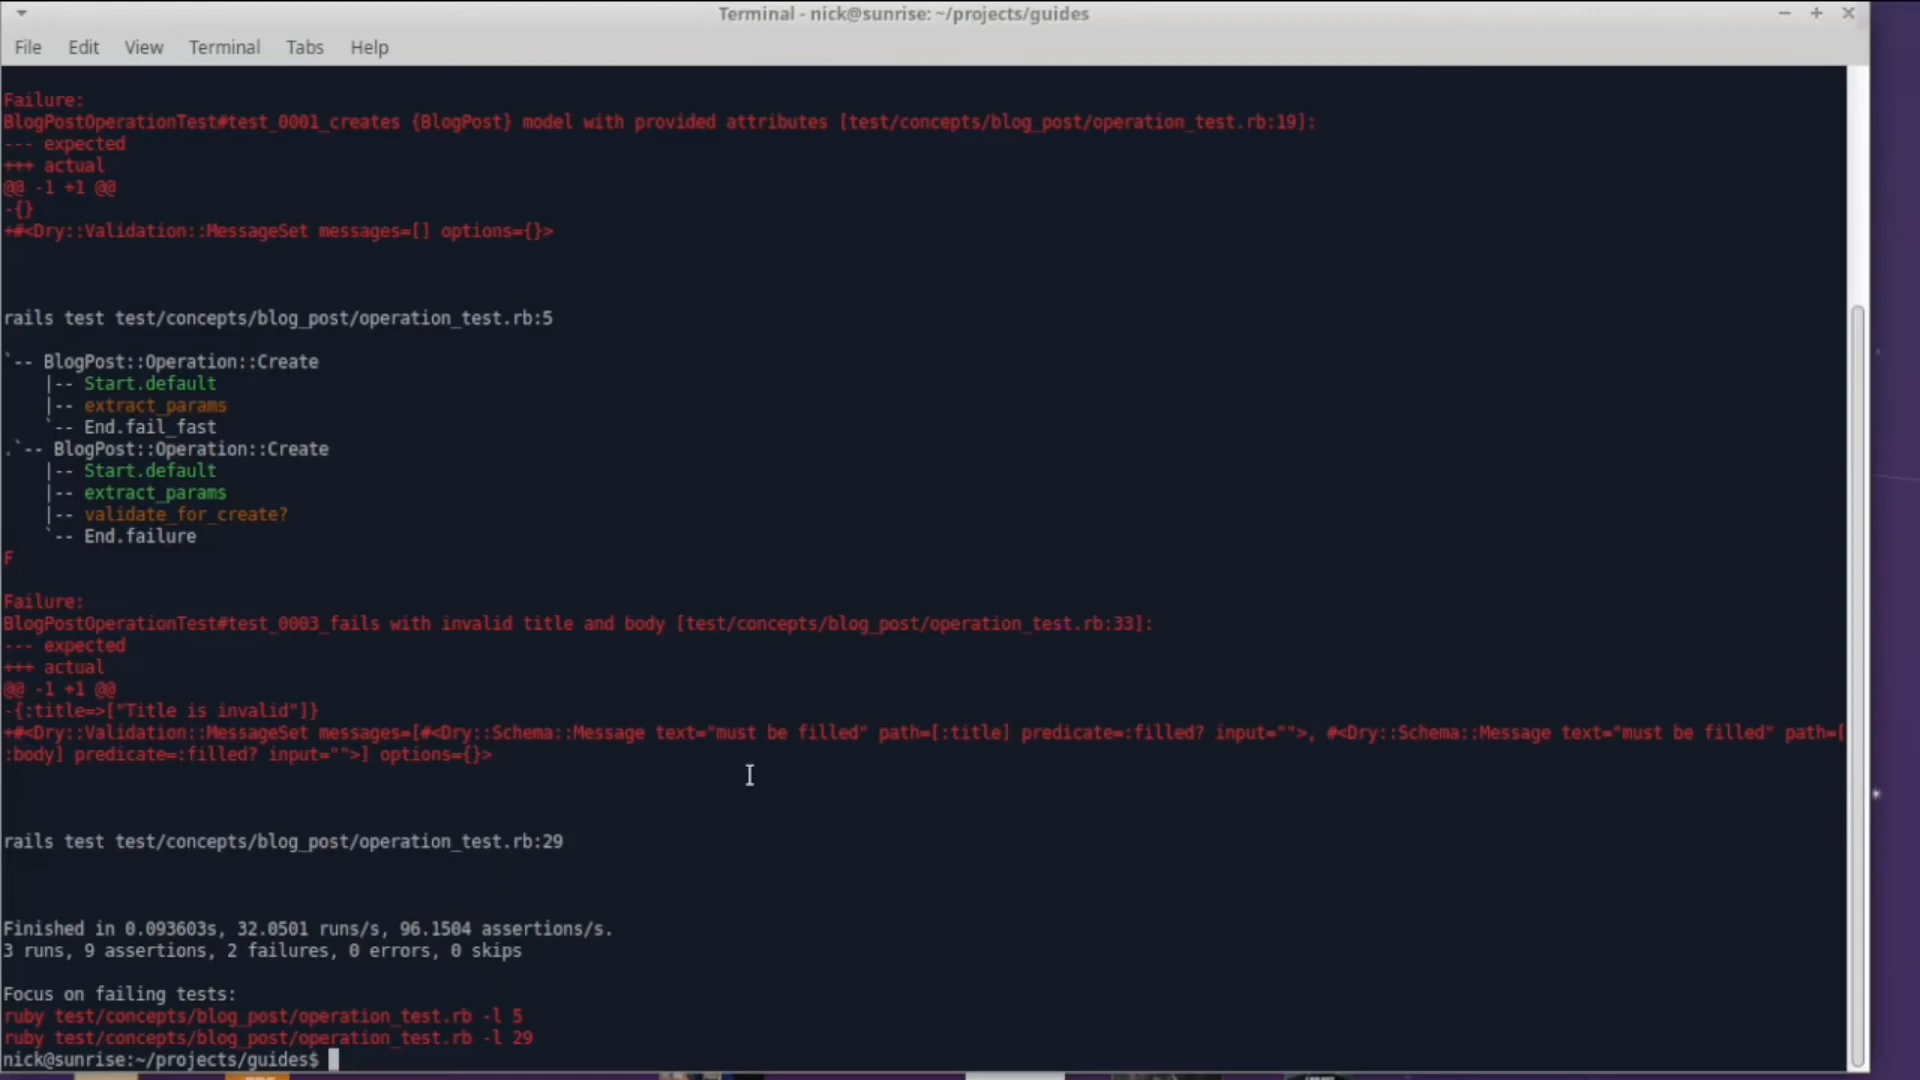 Terminal - nick@sunrise: ~/projects/guides
File Edit View Terminal Tabs Help
Failure:
BlogPostOperationTest#test_0001_creates {BlogPost} model with provided attributes [test/concepts/blog_post/operation_test.rb:19]:
--- expected
+++ actual
@@ -1 +1 @@
-{}
+#<Dry::Validation::MessageSet messages=[] options={}>
rails test test/concepts/blog_post/operation_test.rb:5
`-- BlogPost::Operation::Create
    |-- Start.default
    |-- extract_params
    `-- End.fail_fast
.`-- BlogPost::Operation::Create
    |-- Start.default
    |-- extract_params
    |-- validate_for_create?
    `-- End.failure
F
Failure:
BlogPostOperationTest#test_0003_fails with invalid title and body [test/concepts/blog_post/operation_test.rb:33]:
--- expected
+++ actual
@@ -1 +1 @@
-{:title=>["Title is invalid"]}
+#<Dry::Validation::MessageSet messages=[#<Dry::Schema::Message text="must be filled" path=[:title] predicate=:filled? input="">, #<Dry::Schema::Message text="must be filled" path=[
:body] predicate=:filled? input="">] options={}>
rails test test/concepts/blog_post/operation_test.rb:29
Finished in 0.093603s, 32.0501 runs/s, 96.1504 assertions/s.
3 runs, 9 assertions, 2 failures, 0 errors, 0 skips
Focus on failing tests:
ruby test/concepts/blog_post/operation_test.rb -l 5
ruby test/concepts/blog_post/operation_test.rb -l 29
nick@sunrise:~/projects/guides$